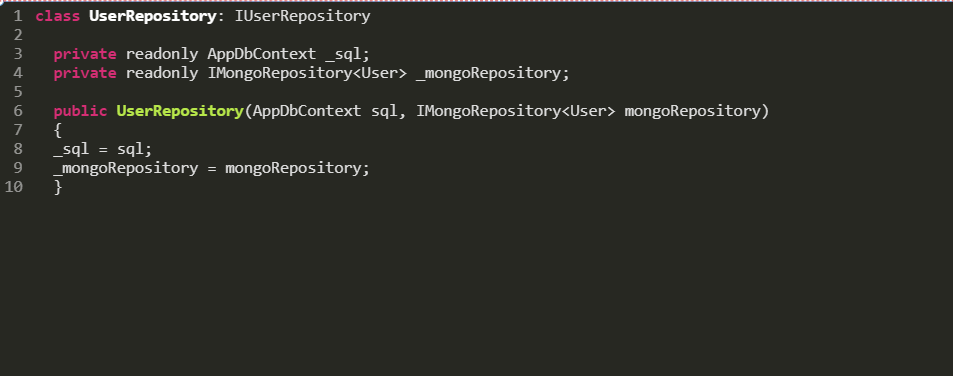 1 class UserRepository: IUserRepository
2
3 private readonly AppDbContext _sql;
4 private readonly IMongoRepository<User> _mongoRepository;
5
6 public UserRepository(AppDbContext sql, IMongoRepository<User> mongoRepository)
7 {
8 _sql = sql;
9 _mongoRepository = mongoRepository;
10 }